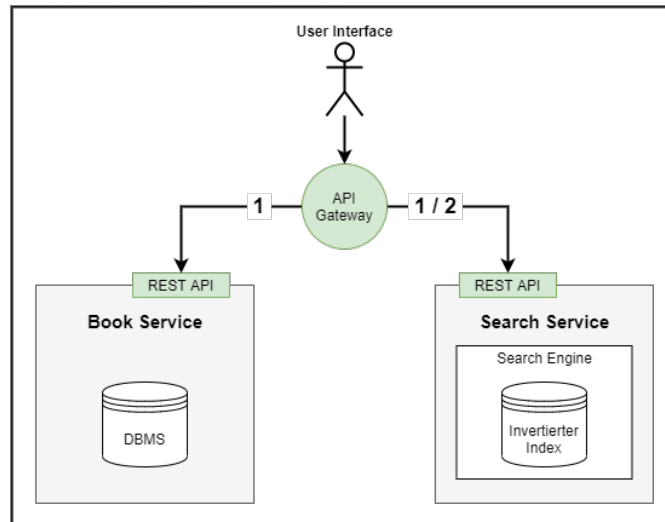 User Interface
API
Gateway
1
1 / 2
REST API
REST API
Book Service
Search Service
Search Engine
DBMS
Invertierter
Index